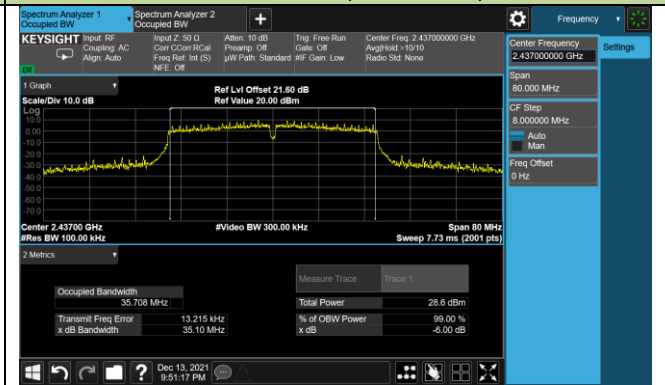 Spectrum Analyzer 1
Occupied BW
Spectrum Analyzer 2
Occupied BW
+
Frequency
KEYSIGHT
Input: RF
Coupling: AC
Align: Auto
Input Z: 50 Ω
Corr CCorr RCal
Freq Ref: Int (S)
NFE: Off
Atten: 10 dB
Preamp: Off
µW Path: Standard
Trig: Free Run
Gate: Off
#IF Gain: Low
Center Freq: 2.437000000 GHz
Avg|Hold:>10/10
Radio Std: None
Center Frequency
2.437000000 GHz
Settings
Span
80.000 MHz
CF Step
8.000000 MHz
Auto
Man
Freq Offset
0 Hz
1 Graph
Scale/Div 10.0 dB
Ref Lvl Offset 21.60 dB
Ref Value 20.00 dBm
Log
10.0
0.00
-10.0
-20.0
-30.0
-40.0
-50.0
-60.0
-70.0
Center 2.43700 GHz
#Res BW 100.00 kHz
#Video BW 300.00 kHz
Span 80 MHz
Sweep 7.73 ms (2001 pts)
2 Metrics
Measure Trace
Trace 1
Occupied Bandwidth
35.708 MHz
Total Power
28.6 dBm
Transmit Freq Error
13.215 kHz
% of OBW Power
99.00 %
x dB Bandwidth
35.10 MHz
x dB
-6.00 dB
?
Dec 13, 2021
9:51:17 PM